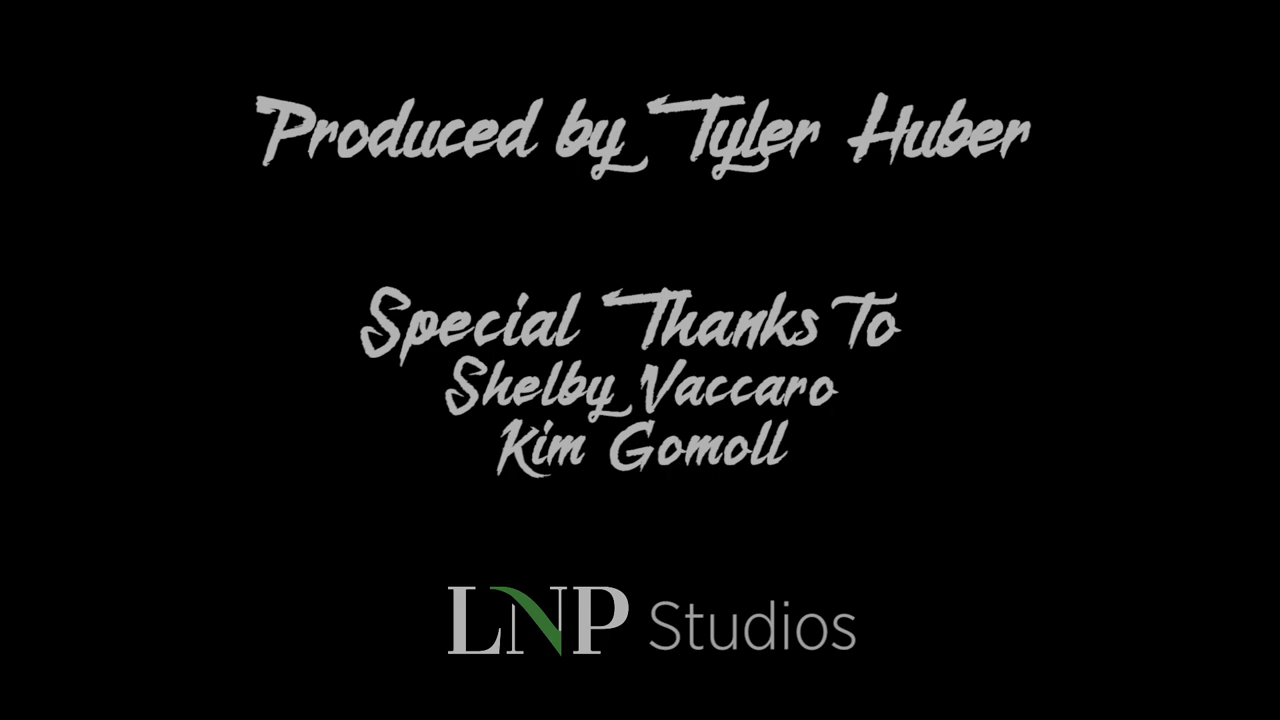 Produced by Tyler Huber
Special Thanks To
Shelby Vaccaro
Kim Gomoll
LNP Studios